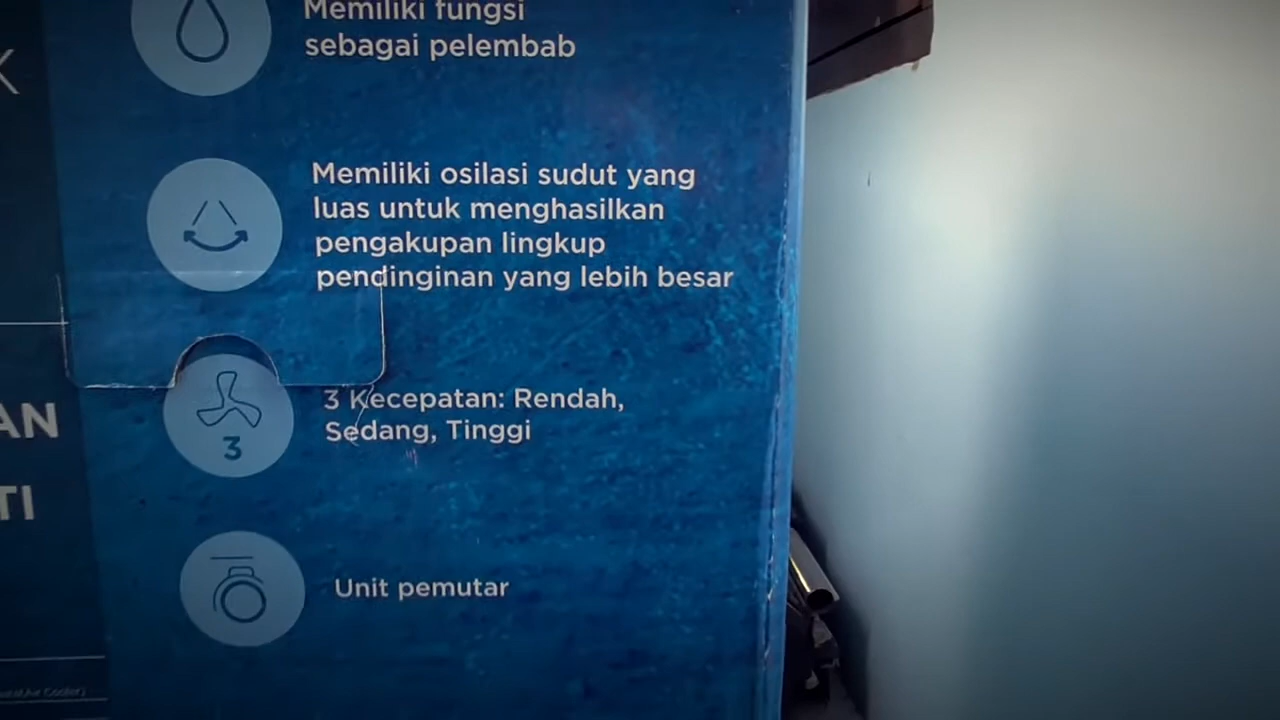 Memiliki fungsi
sebagai pelembab
K
Memiliki osilasi sudut yang
luas untuk menghasilkan
pengakupan lingkup
pendinginan yang lebih besar
3 Kecepatan: Rendah,
Sedang, Tinggi
3
AN
TI
Unit pemutar
Cooler)